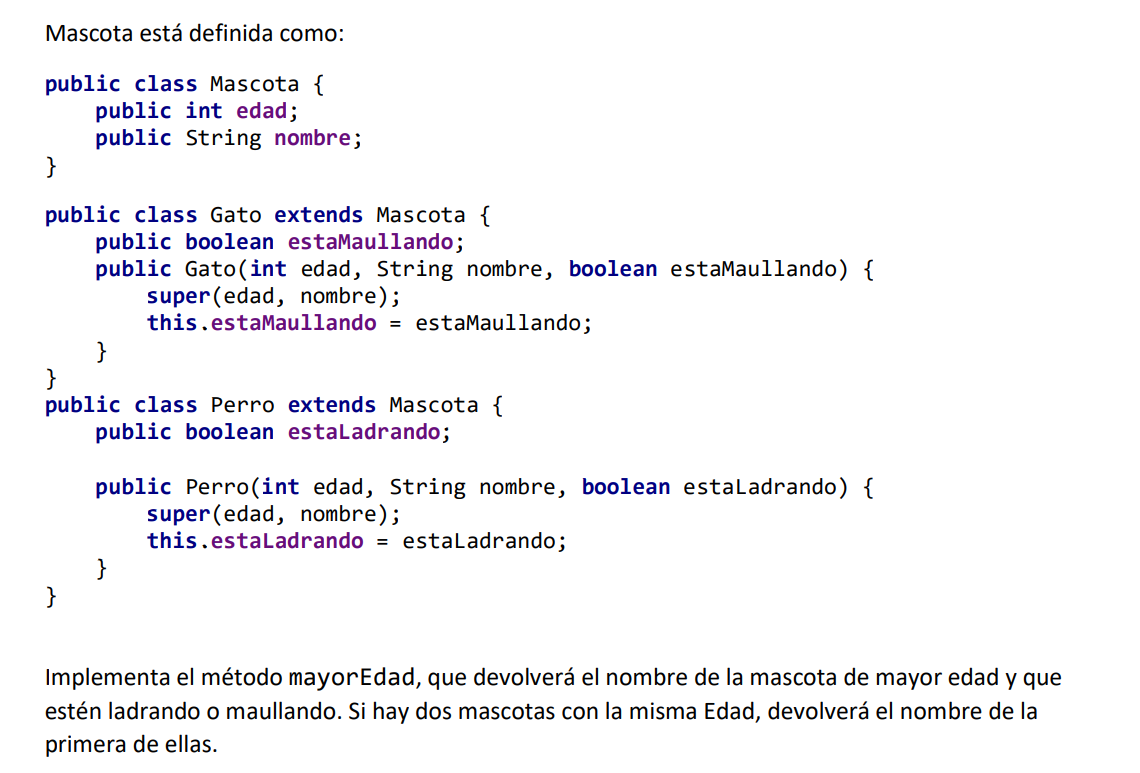 Mascota está definida como:
public class Mascota {
    public int edad;
    public String nombre;
}
public class Gato extends Mascota {
    public boolean estaMaullando;
    public Gato(int edad, String nombre, boolean estaMaullando) {
        super(edad, nombre);
        this.estaMaullando = estaMaullando;
    }
}
public class Perro extends Mascota {
    public boolean estaLadrando;
    public Perro(int edad, String nombre, boolean estaLadrando) {
        super(edad, nombre);
        this.estaLadrando = estaLadrando;
    }
}
Implementa el método mayorEdad, que devolverá el nombre de la mascota de mayor edad y que
estén ladrando o maullando. Si hay dos mascotas con la misma Edad, devolverá el nombre de la
primera de ellas.